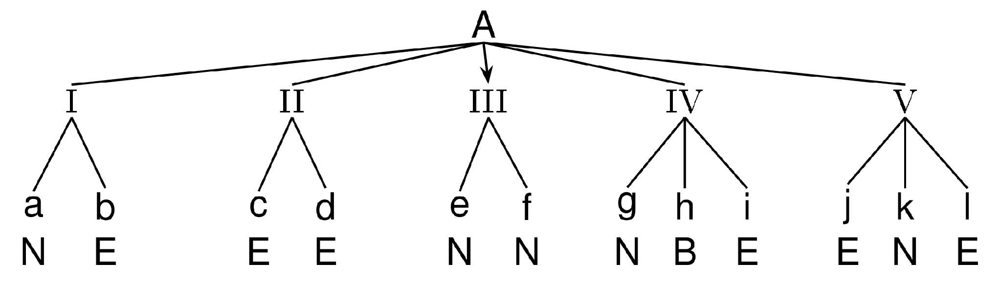 A
I II III IV V
a b c d e f g h i j k l
N E E E N N N B E E N E